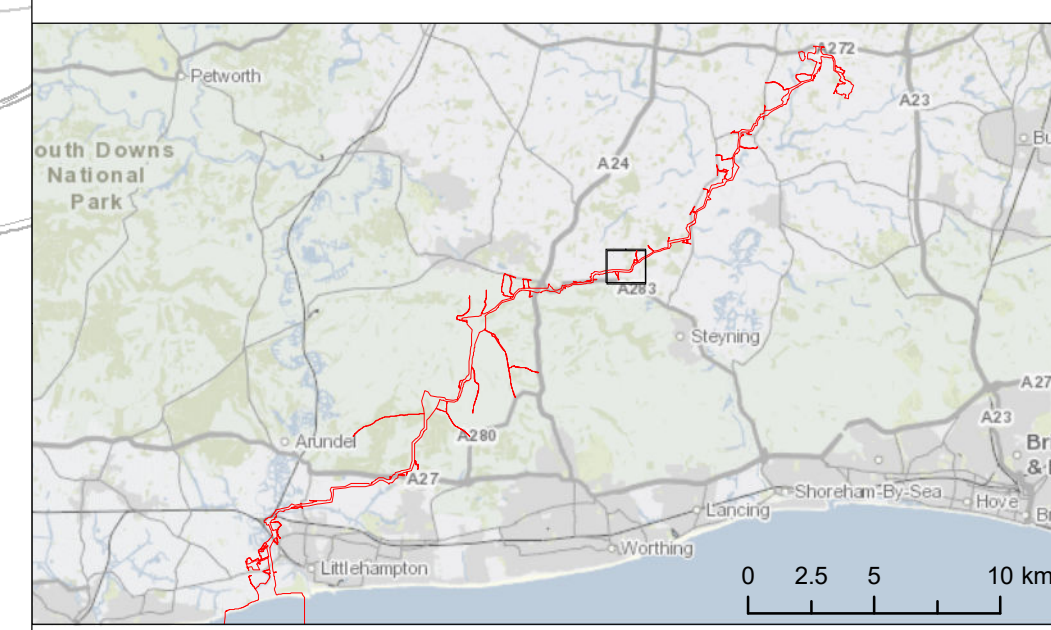 A272
Petworth
A23
Bu
outh Downs
National
Park
A24
A283
Steyning
A27
A23
Arundel
A280
Br
& H
A27
Shoreham-By-Sea
Hove
Br
Lancing
Worthing
Littlehampton
0 2.5 5 10 km